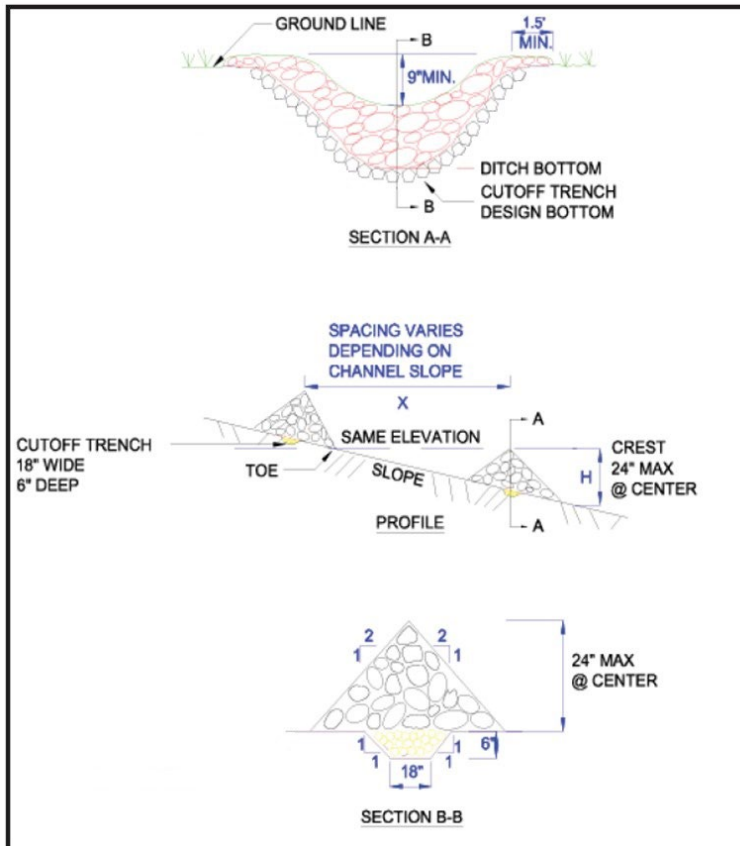 GROUND LINE
B
1.5'
MIN.
9"MIN.
DITCH BOTTOM
CUTOFF TRENCH
DESIGN BOTTOM
B
SECTION A-A
SPACING VARIES
DEPENDING ON
CHANNEL SLOPE
X
A
CUTOFF TRENCH
18" WIDE
6" DEEP
SAME ELEVATION
TOE
SLOPE
H
CREST
24" MAX
@ CENTER
A
PROFILE
2
1
2
1
24" MAX
@ CENTER
1
1
1
1
6"
18"
SECTION B-B